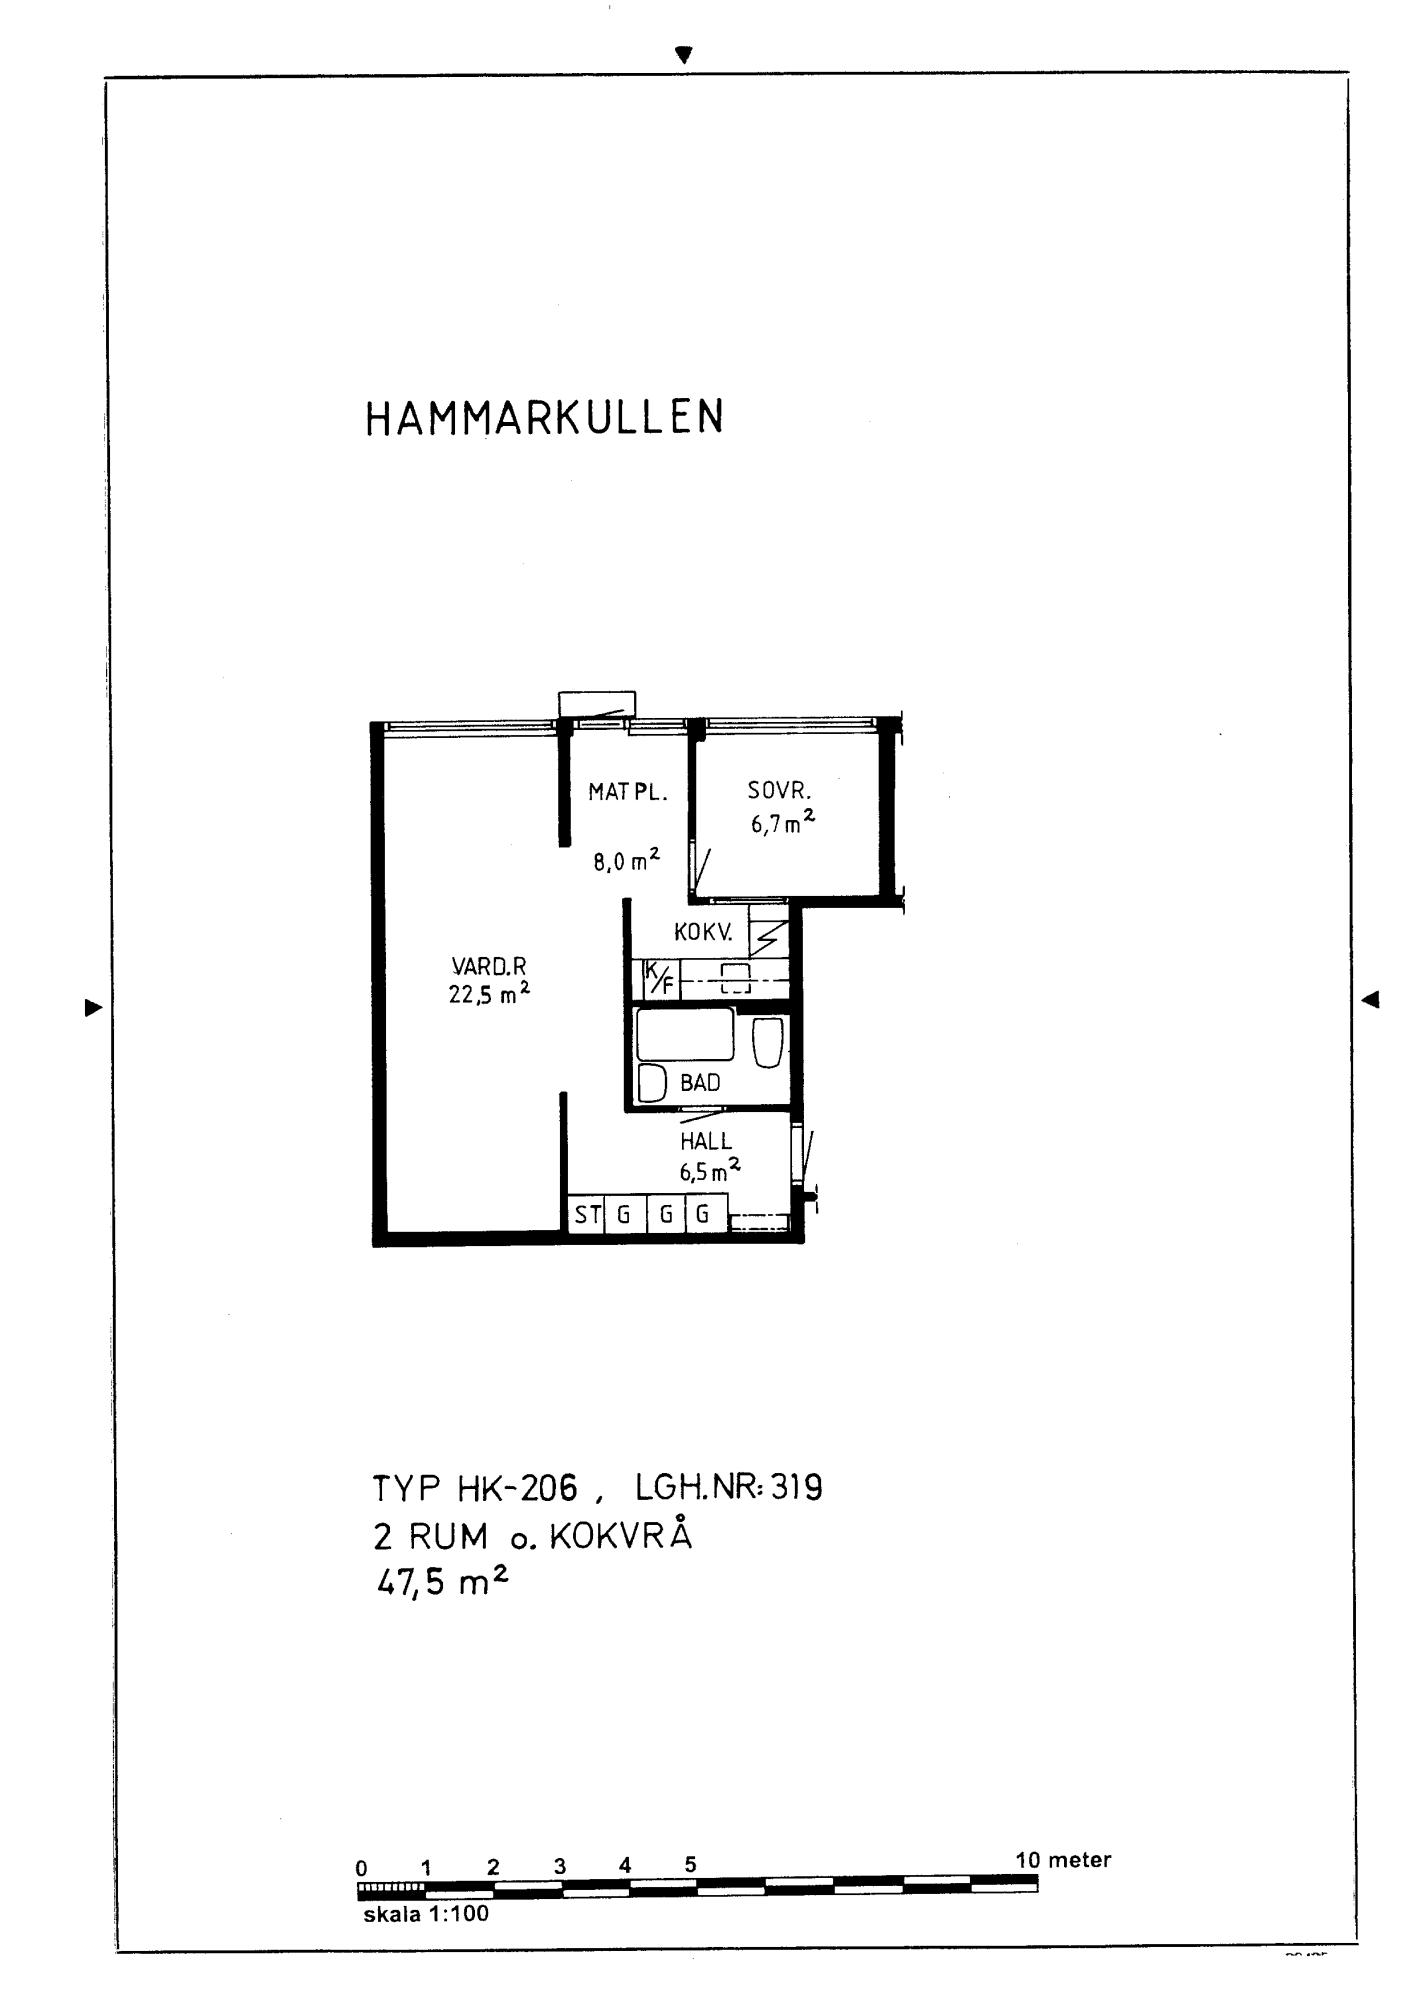 HAMMARKULLEN
MATPL.
8,0 m²
SOVR.
6,7 m²
KOKV.
K/F
VARD.R
22,5 m²
BAD
HALL
6,5 m²
ST G G G
TYP HK-206 , LGH.NR:319
2 RUM o. KOKVRÅ
47,5 m²
0 1 2 3 4 5 10 meter
skala 1:100